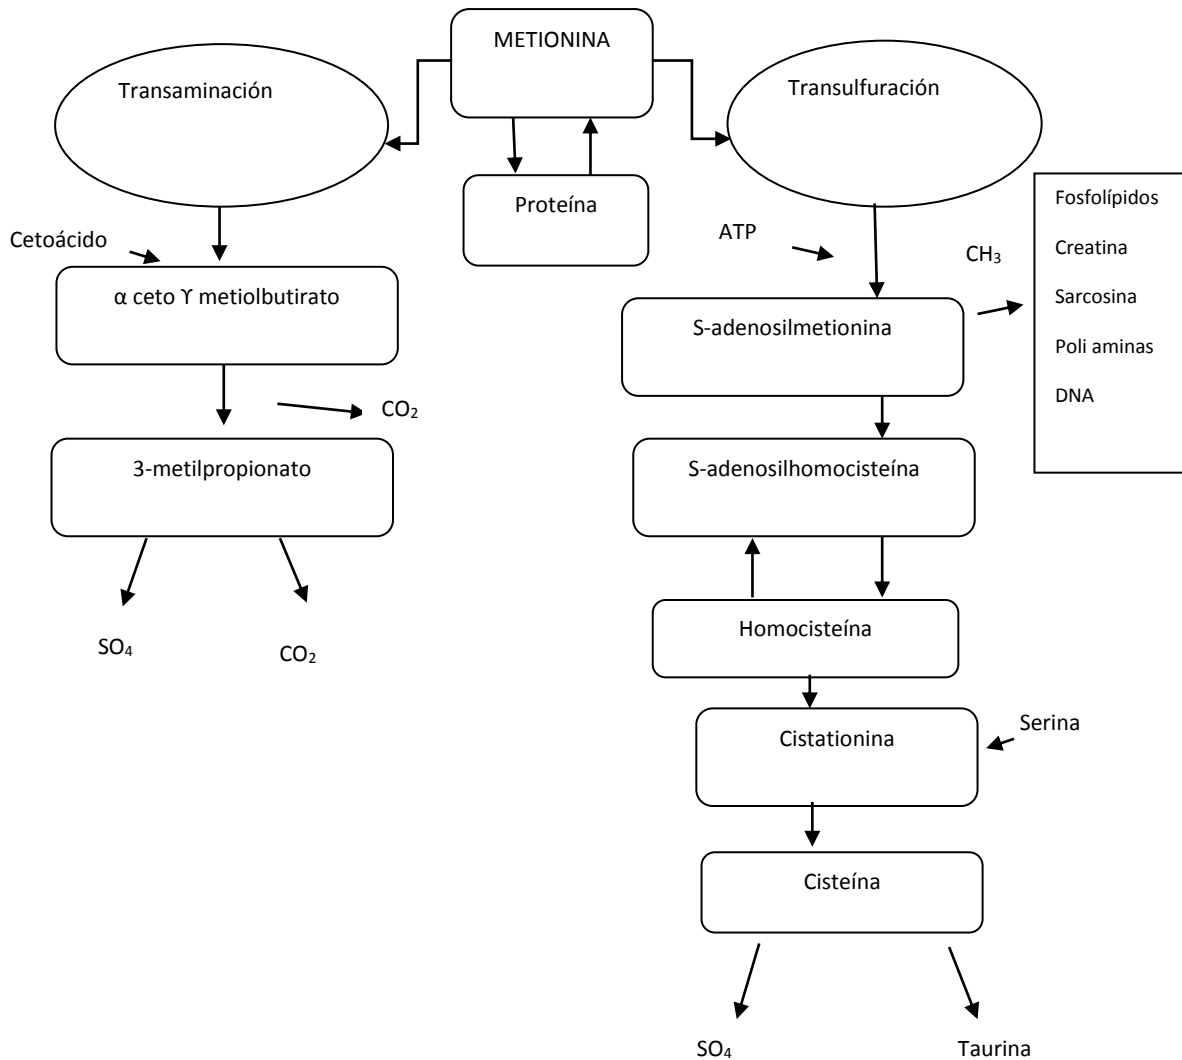 METIONINA
Transaminación
Transulfuración
Proteína
Fosfolípidos
Creatina
Sarcosina
Poli aminas
DNA
Cetoácido
ATP
CH₃
α ceto ϒ metiolbutirato
S-adenosilmetionina
CO₂
3-metilpropionato
S-adenosilhomocisteína
SO₄
CO₂
Homocisteína
Serina
Cistationina
Cisteína
SO₄
Taurina